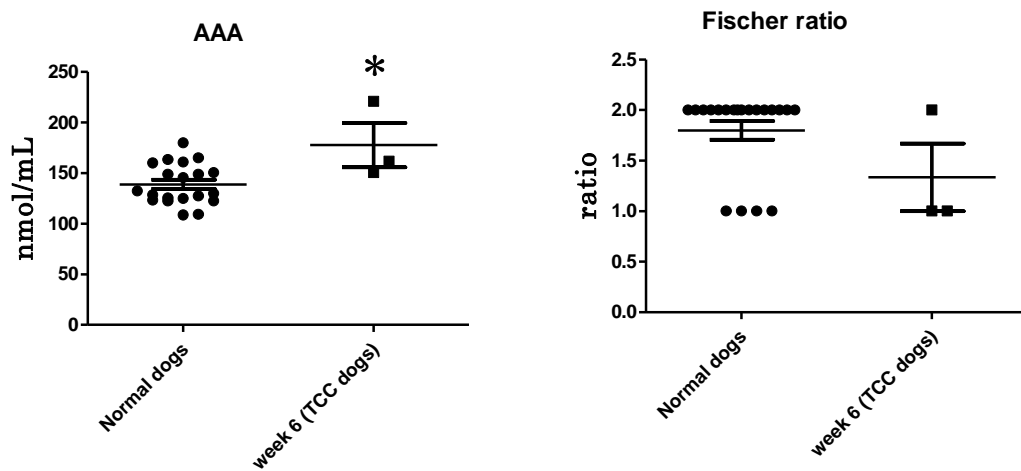 AAA
nmol/mL
250
200
150
100
50
0
*
Normal dogs
week 6 (TCC dogs)
Fischer ratio
ratio
2.5
2.0
1.5
1.0
0.5
0.0
Normal dogs
week 6 (TCC dogs)